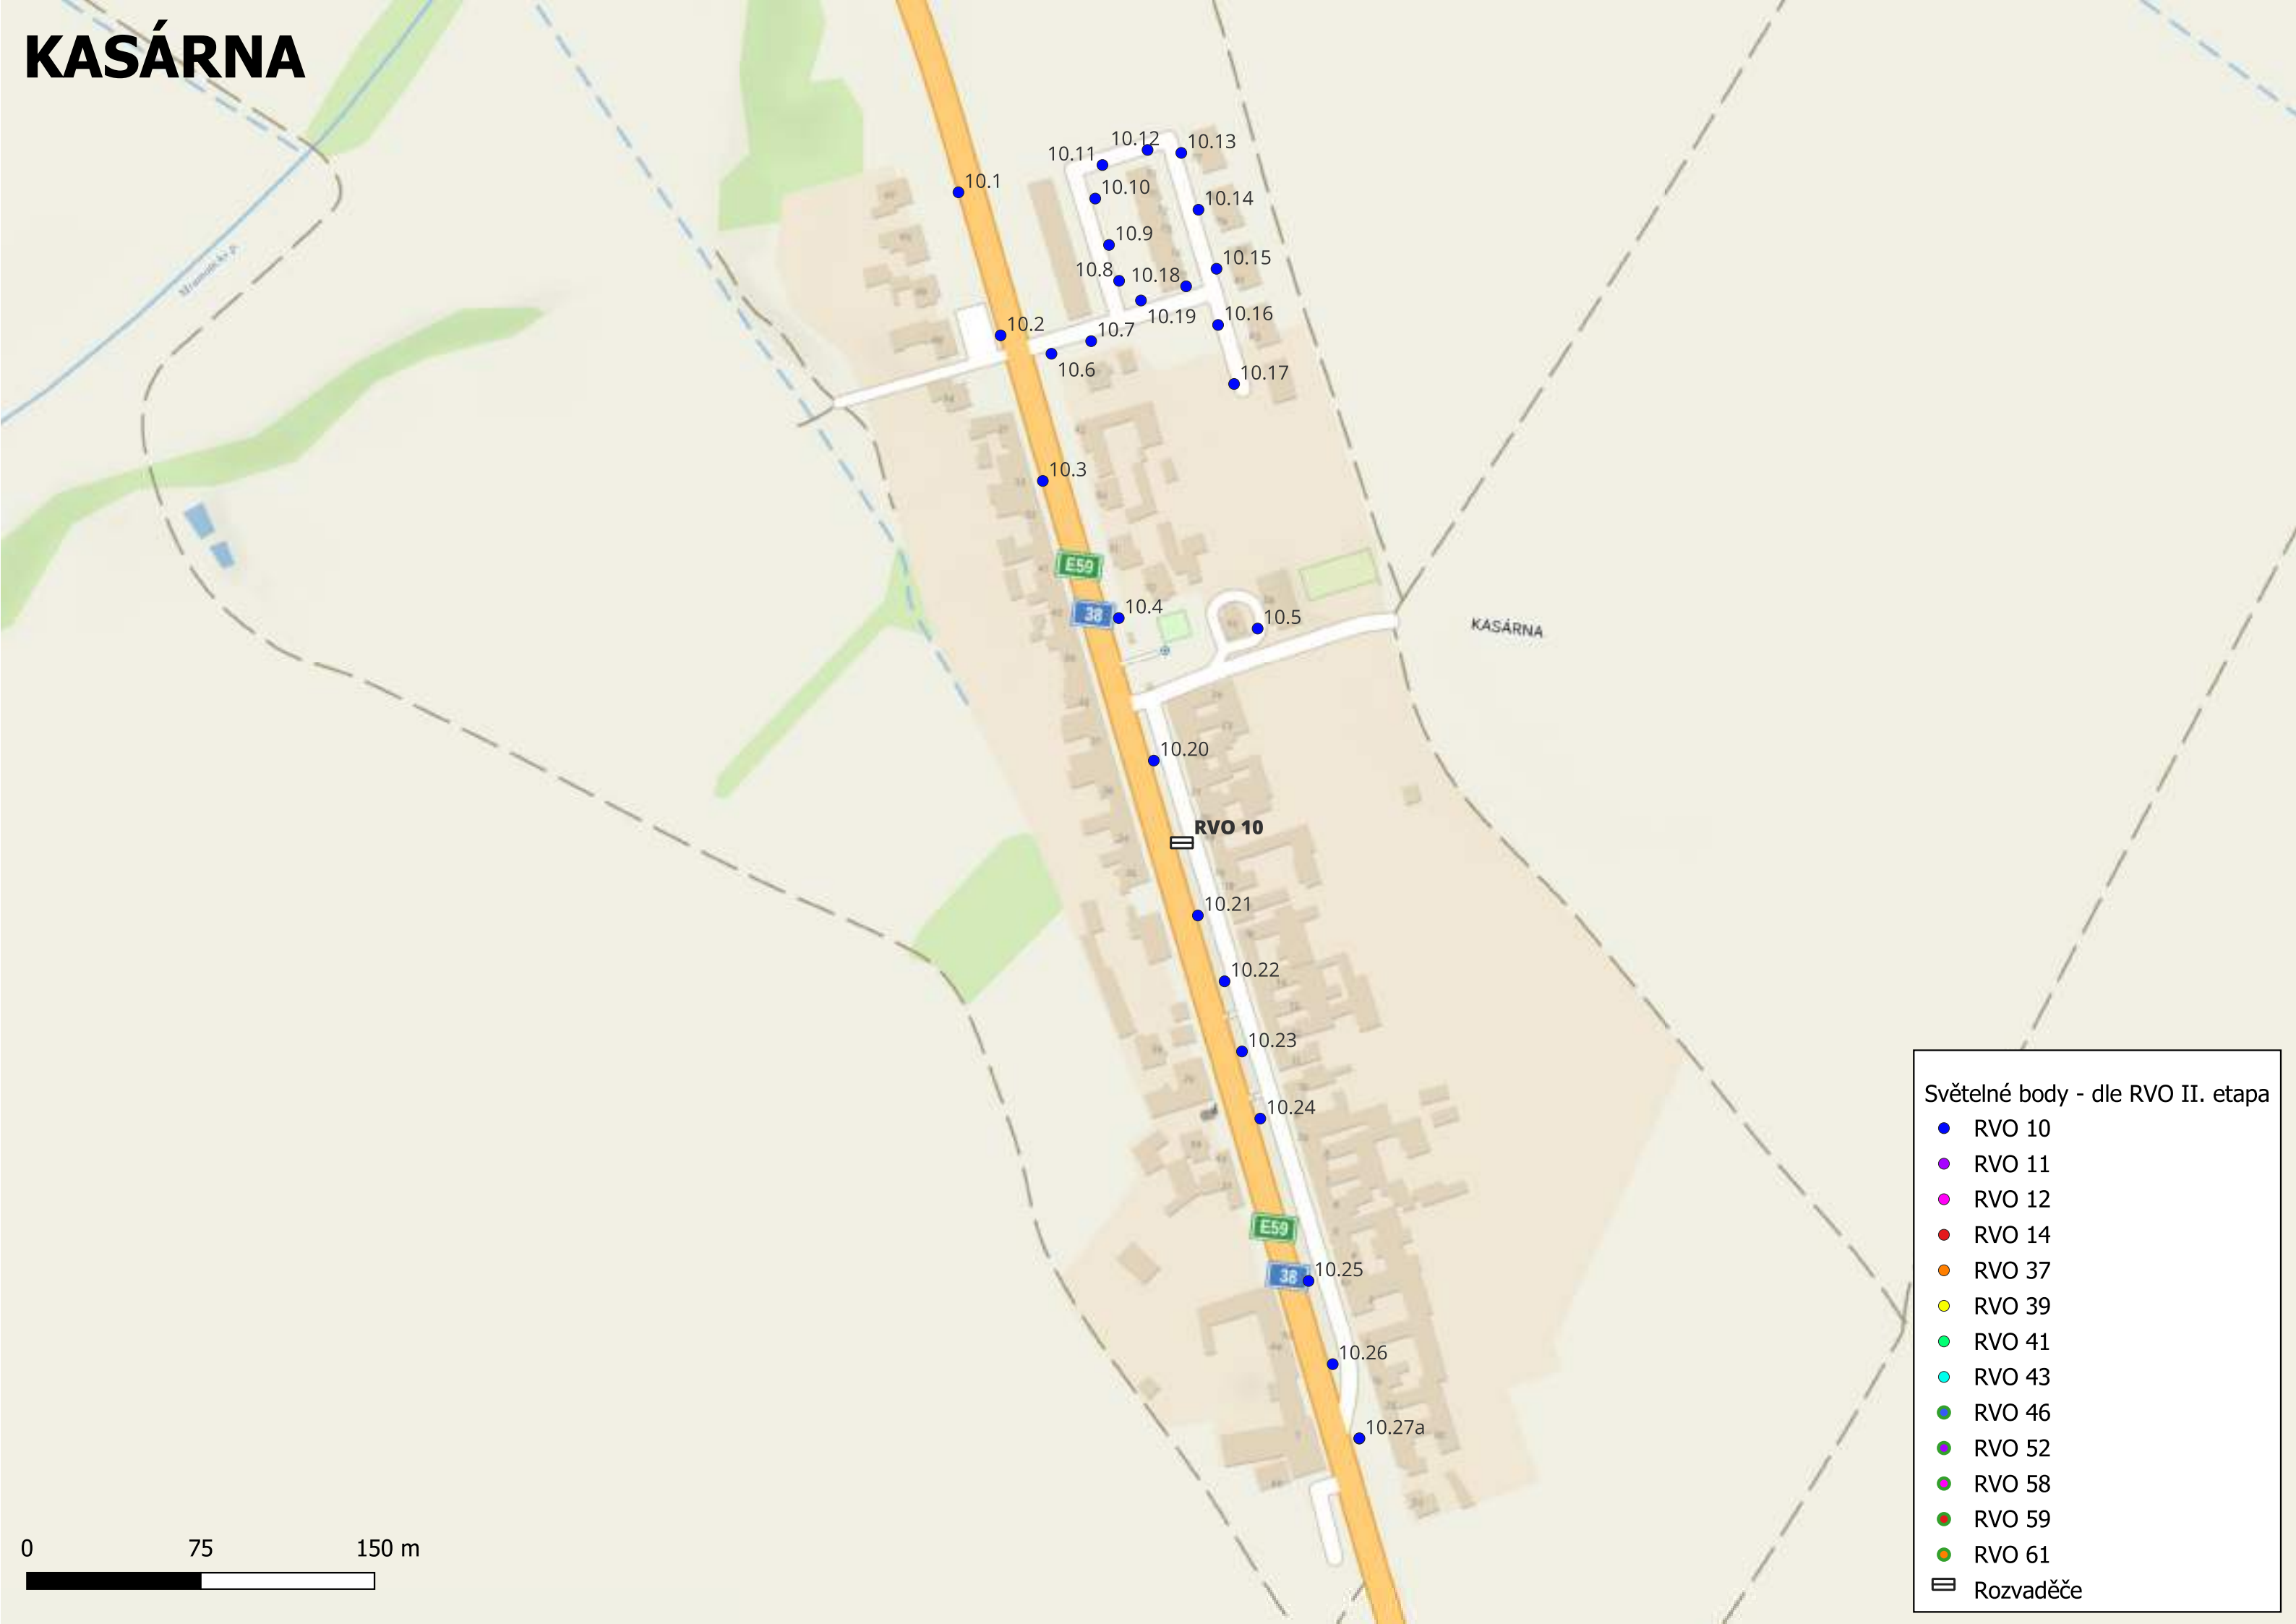 KASÁRNA
10.12
10.13
10.11
10.1
10.10
10.14
10.9
10.15
10.8
10.18
10.19
10.16
10.2
10.7
10.6
10.17
10.3
E59
38
10.4
10.5
KASÁRNA
10.20
RVO 10
10.21
10.22
10.23
10.24
E59
38
10.25
10.26
10.27a
Světelné body - dle RVO II. etapa
RVO 10
RVO 11
RVO 12
RVO 14
RVO 37
RVO 39
RVO 41
RVO 43
RVO 46
RVO 52
RVO 58
RVO 59
RVO 61
Rozvaděče
0 75 150 m